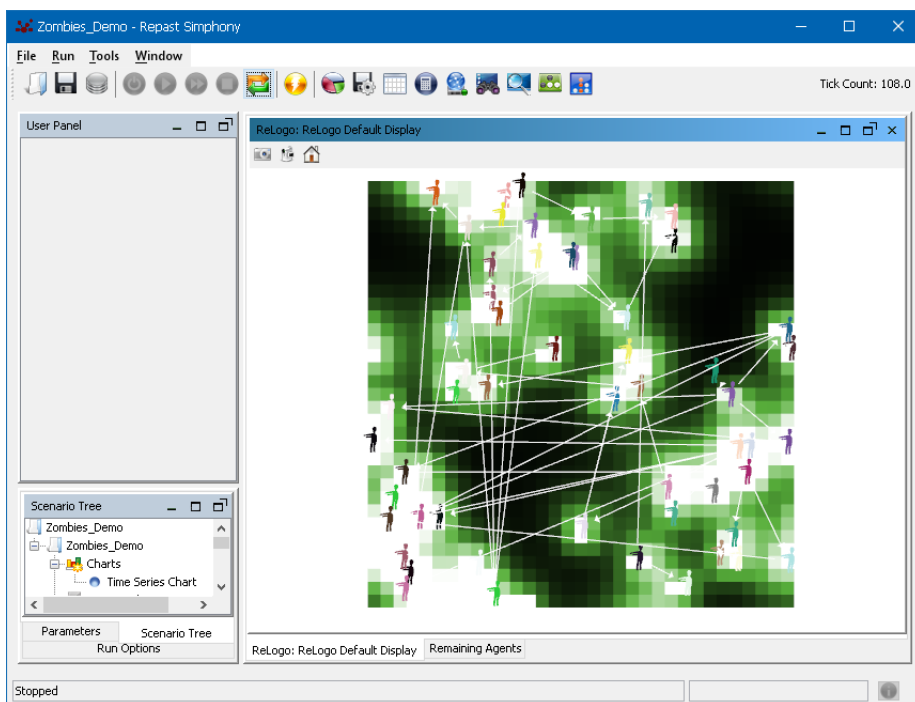 Zombies_Demo - Repast Simphony
File Run Tools Window
Tick Count: 108.0
User Panel
ReLogo: ReLogo Default Display
Scenario Tree
Zombies_Demo
Zombies_Demo
Charts
Time Series Chart
Parameters Scenario Tree
Run Options
ReLogo: ReLogo Default Display Remaining Agents
Stopped